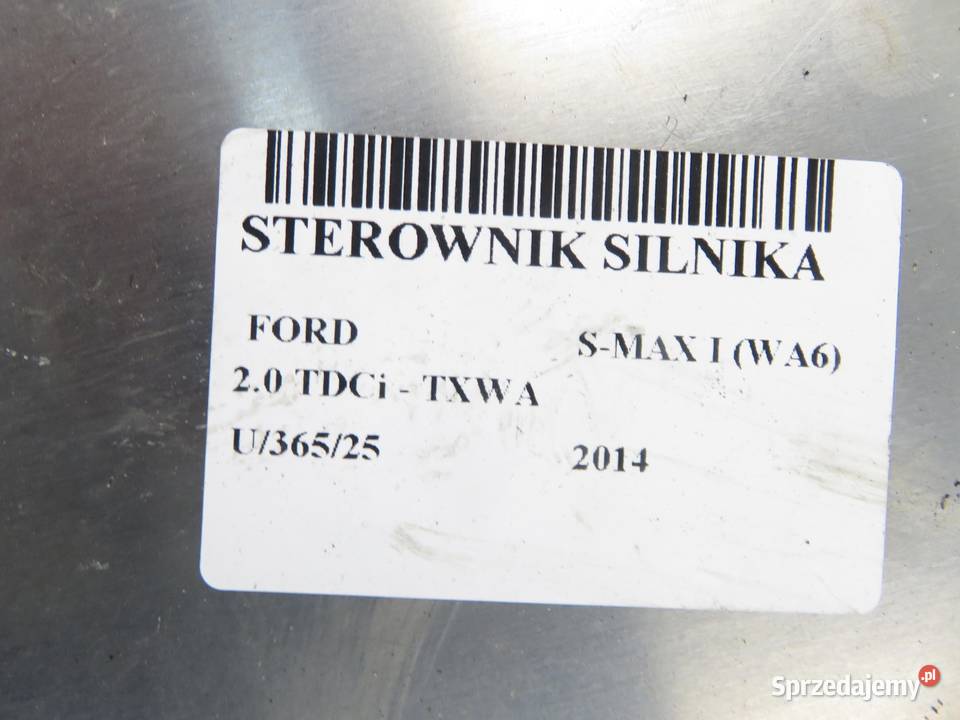 STEROWNIK SILNIKA
FORD S-MAX I (WA6)
2.0 TDCi - TXWA
U/365/25 2014
Sprzedajemy.pl